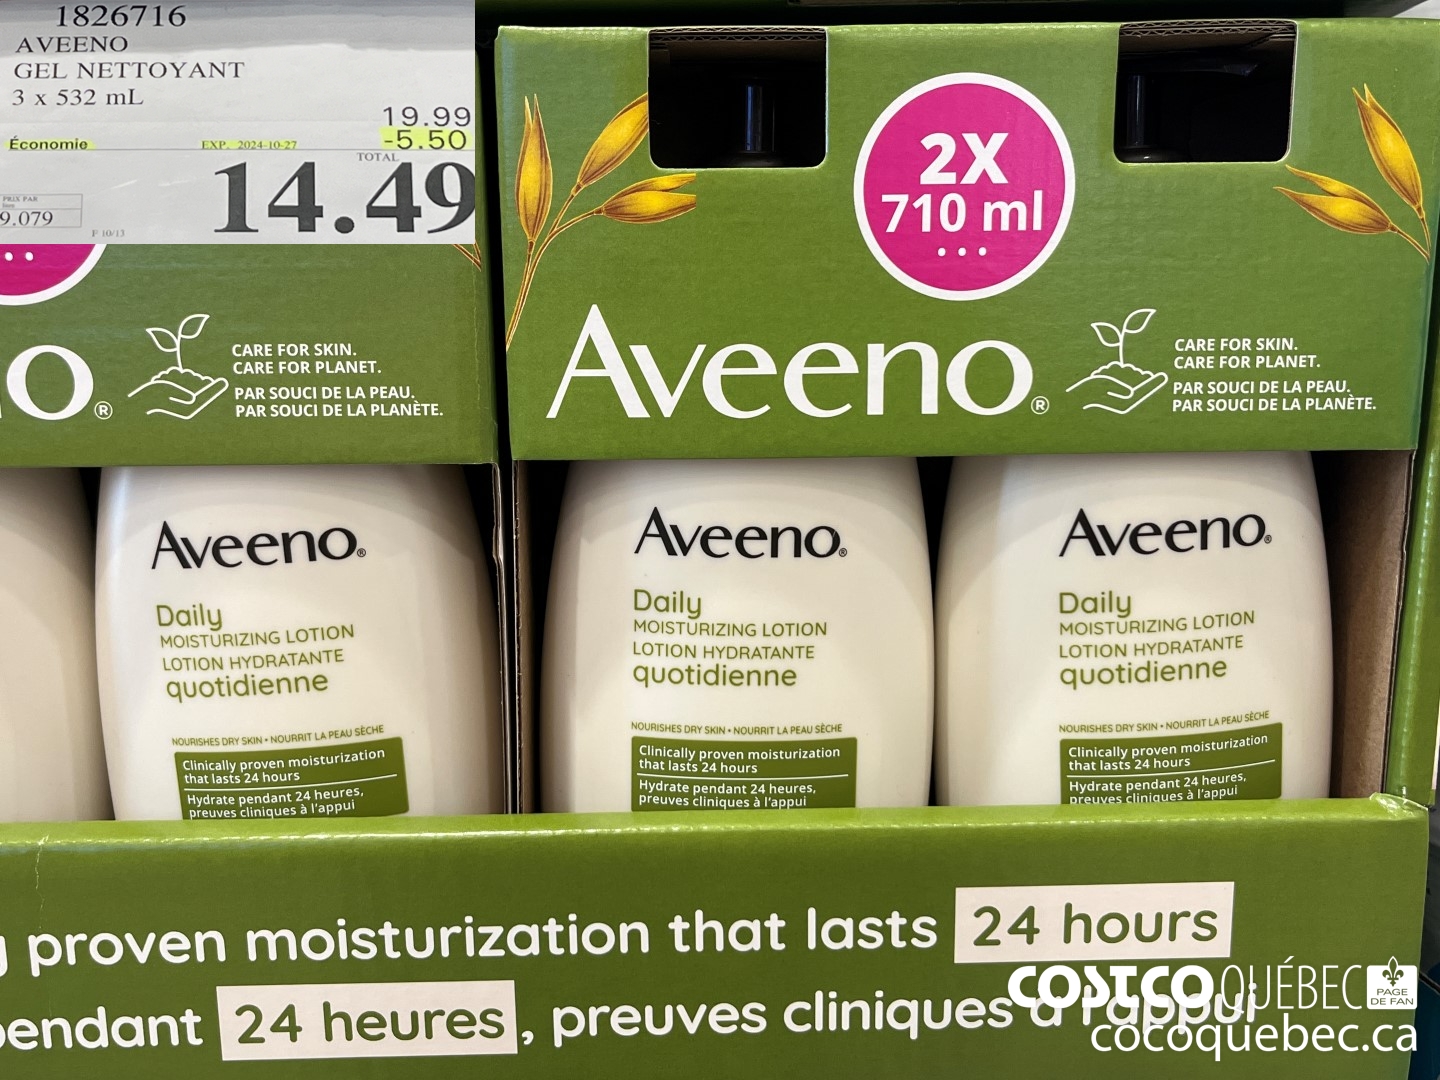 1826716
AVEENO
GEL NETTOYANT
3 x 532 mL
19.99
Économie EXP. 2024-10-27 -5.50
TOTAL
14.49
PRIX PAR
9.079
F 10/13
2X
710 ml
...
Aveeno®
CARE FOR SKIN.
CARE FOR PLANET.
PAR SOUCI DE LA PEAU.
PAR SOUCI DE LA PLANÈTE.
o®
CARE FOR SKIN.
CARE FOR PLANET.
PAR SOUCI DE LA PEAU.
PAR SOUCI DE LA PLANÈTE.
Aveeno®
Daily
MOISTURIZING LOTION
LOTION HYDRATANTE
quotidienne
NOURISHES DRY SKIN • NOURRIT LA PEAU SÈCHE
Clinically proven moisturization
that lasts 24 hours
Hydrate pendant 24 heures,
preuves cliniques à l'appui
Aveeno®
Daily
MOISTURIZING LOTION
LOTION HYDRATANTE
quotidienne
NOURISHES DRY SKIN • NOURRIT LA PEAU SÈCHE
Clinically proven moisturization
that lasts 24 hours
Hydrate pendant 24 heures,
preuves cliniques à l'appui
Aveeno®
Daily
MOISTURIZING LOTION
LOTION HYDRATANTE
quotidienne
NOURISHES DRY SKIN • NOURRIT LA PEAU SÈCHE
Clinically proven moisturization
that lasts 24 hours
Hydrate pendant 24 heures,
preuves cliniques à l'appui
y proven moisturization that lasts 24 hours
pendant 24 heures, preuves cliniques à l'appui
COSTCO QUÉBEC PAGE DE FAN
cocoquebec.ca